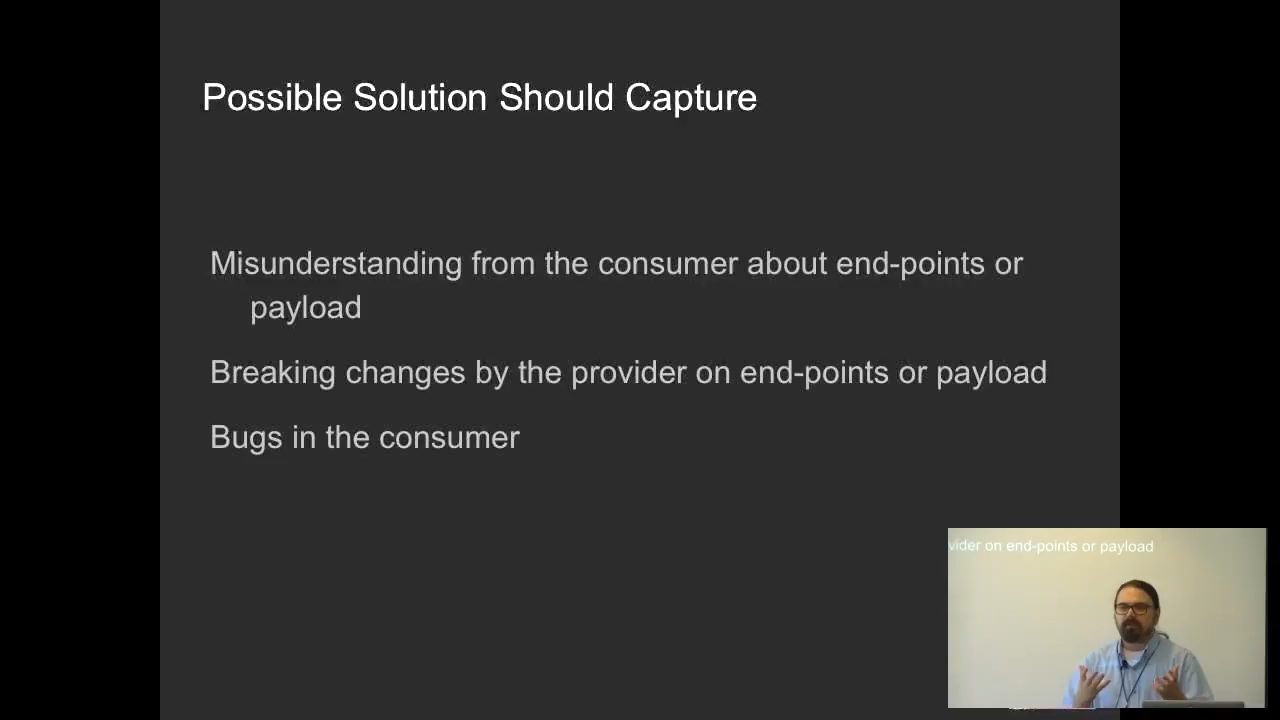 Possible Solution Should Capture
Misunderstanding from the consumer about end-points or
payload
Breaking changes by the provider on end-points or payload
Bugs in the consumer
vider on end-points or payload